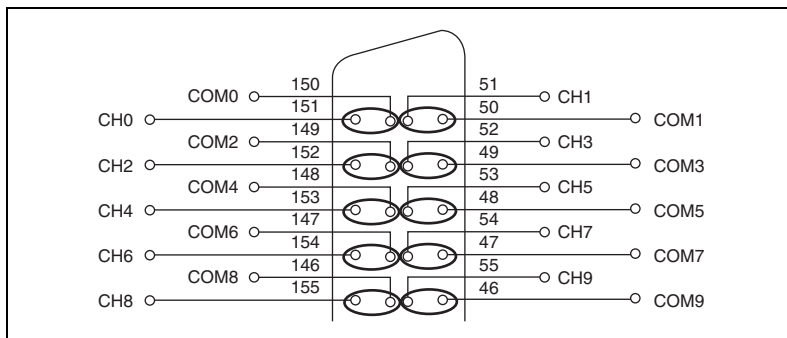 150 51
COM0 CH1
151 50
CH0 COM1
149 52
COM2 CH3
152 49
CH2 COM3
148 53
COM4 CH5
153 48
CH4 COM5
147 54
COM6 CH7
154 47
CH6 COM7
146 55
COM8 CH9
155 46
CH8 COM9